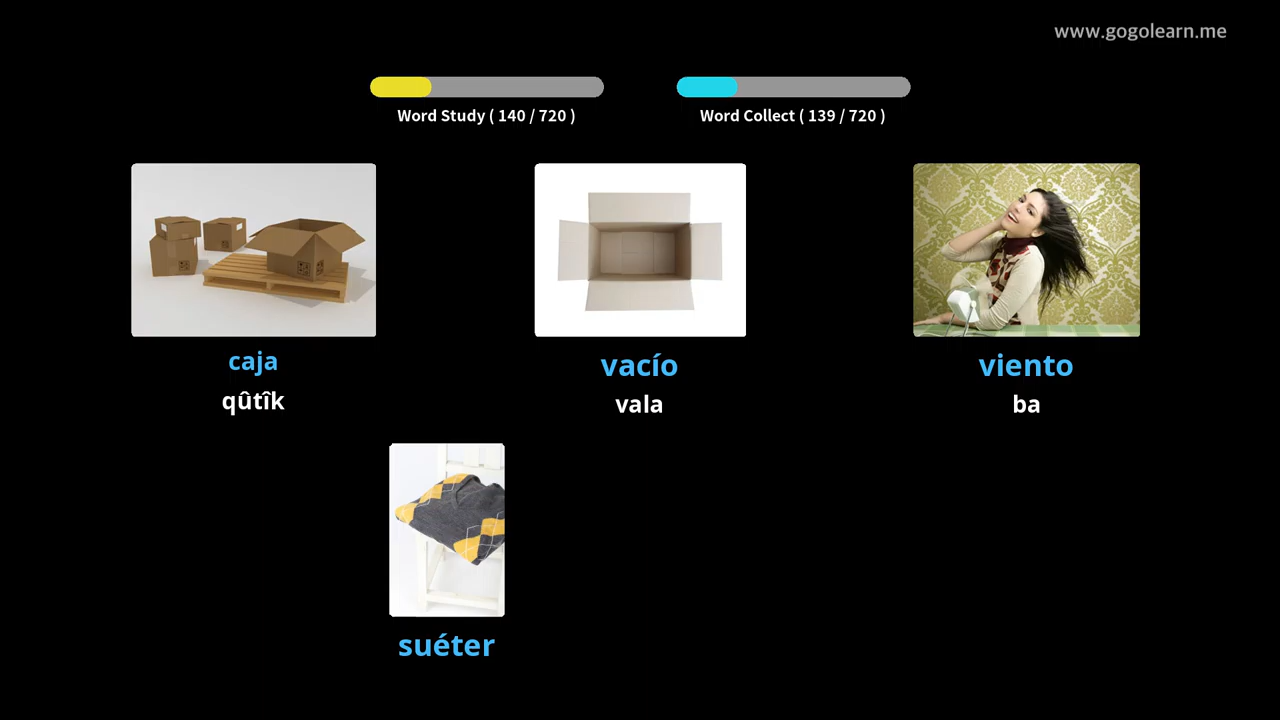 www.gogolearn.me
Word Study ( 140 / 720 )
Word Collect ( 139 / 720 )
caja
qûtîk
vacío
vala
viento
ba
suéter